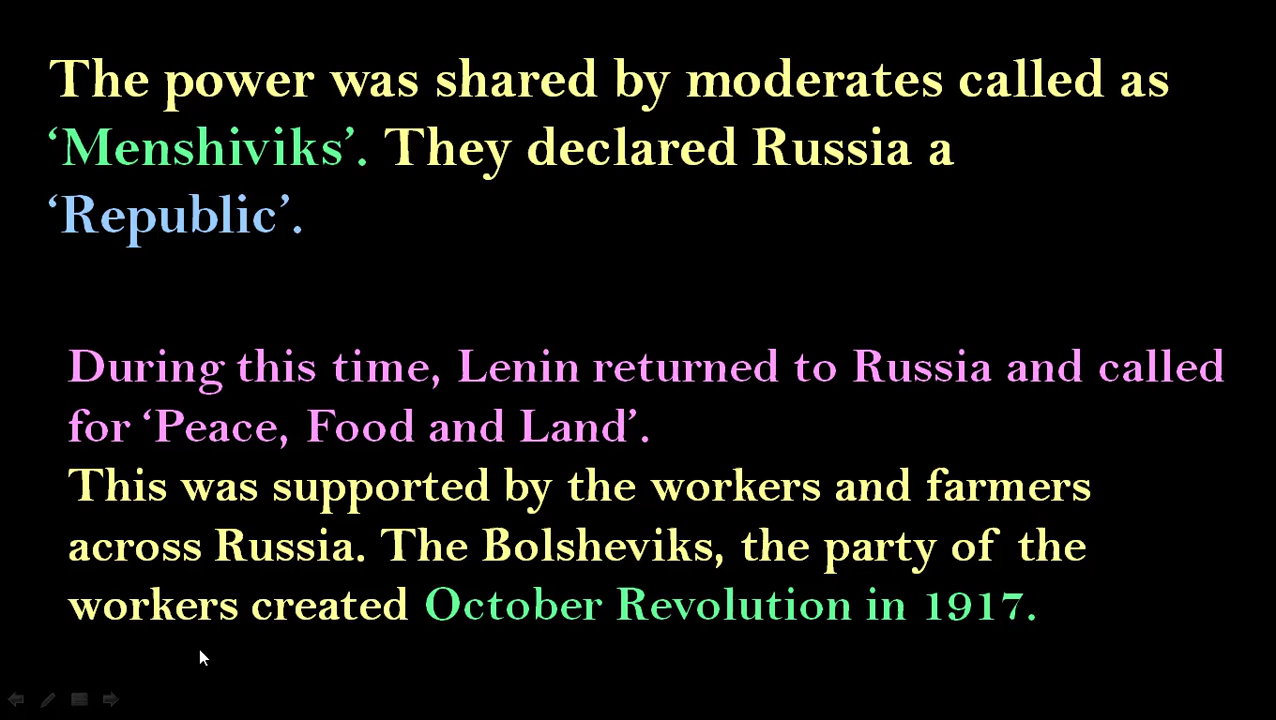 The power was shared by moderates called as
‘Menshiviks’. They declared Russia a
‘Republic’.
During this time, Lenin returned to Russia and called
for ‘Peace, Food and Land’.
This was supported by the workers and farmers
across Russia. The Bolsheviks, the party of the
workers created October Revolution in 1917.